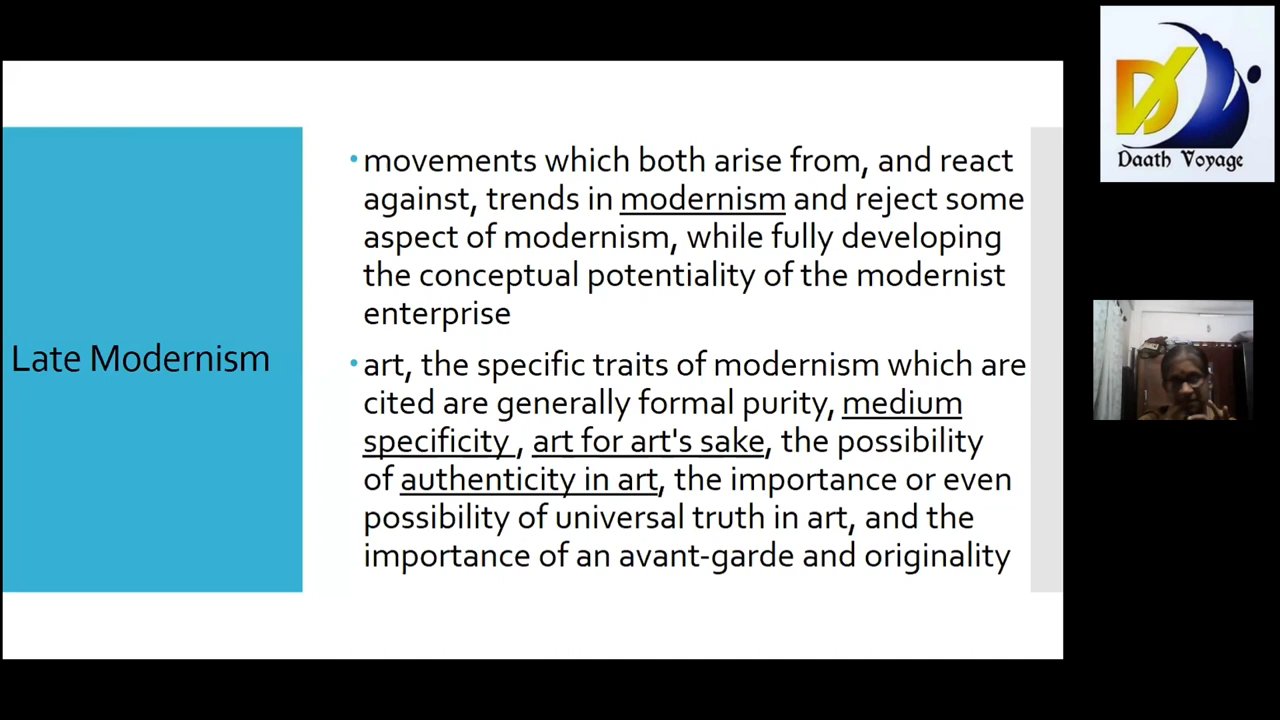 Late Modernism
•movements which both arise from, and react
against, trends in modernism and reject some
aspect of modernism, while fully developing
the conceptual potentiality of the modernist
enterprise
•art, the specific traits of modernism which are
cited are generally formal purity, medium
specificity , art for art's sake, the possibility
of authenticity in art, the importance or even
possibility of universal truth in art, and the
importance of an avant-garde and originality
Daath Voyage